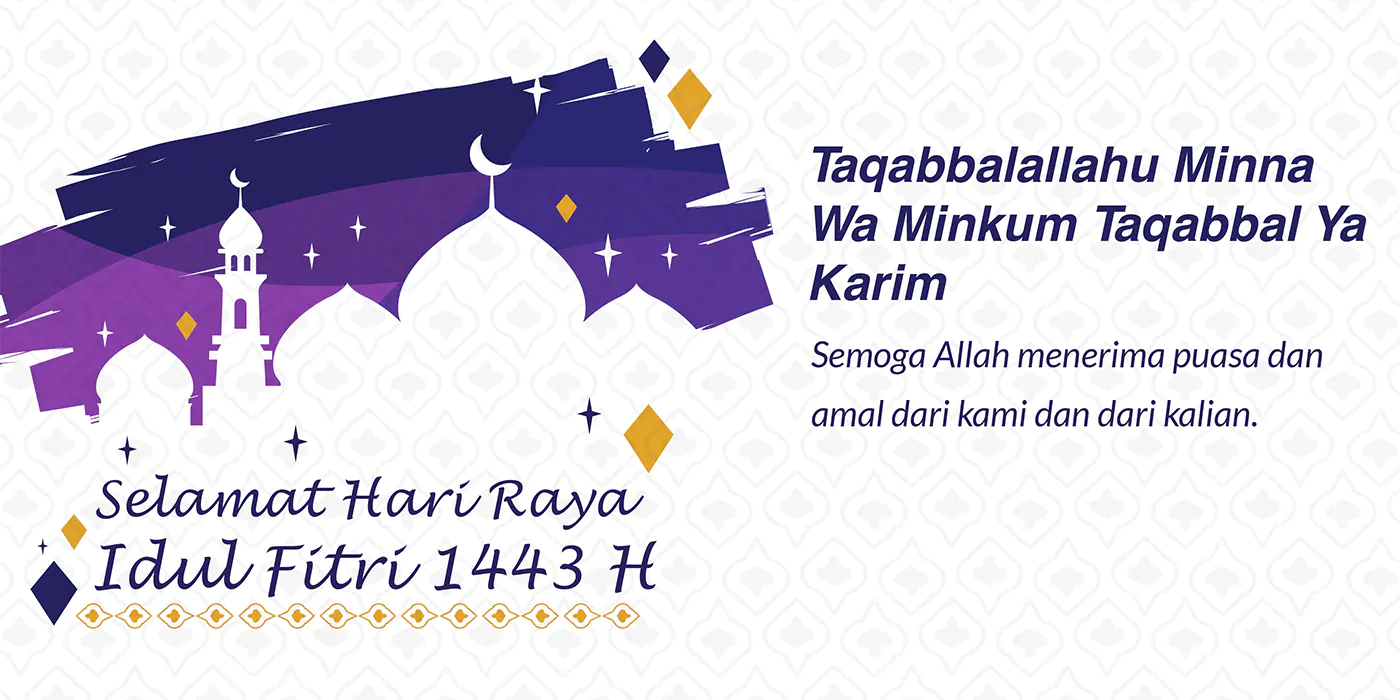 Selamat Hari Raya
Idul Fitri 1443 H
Taqabbalallahu Minna
Wa Minkum Taqabbal Ya
Karim
Semoga Allah menerima puasa dan
amal dari kami dan dari kalian.